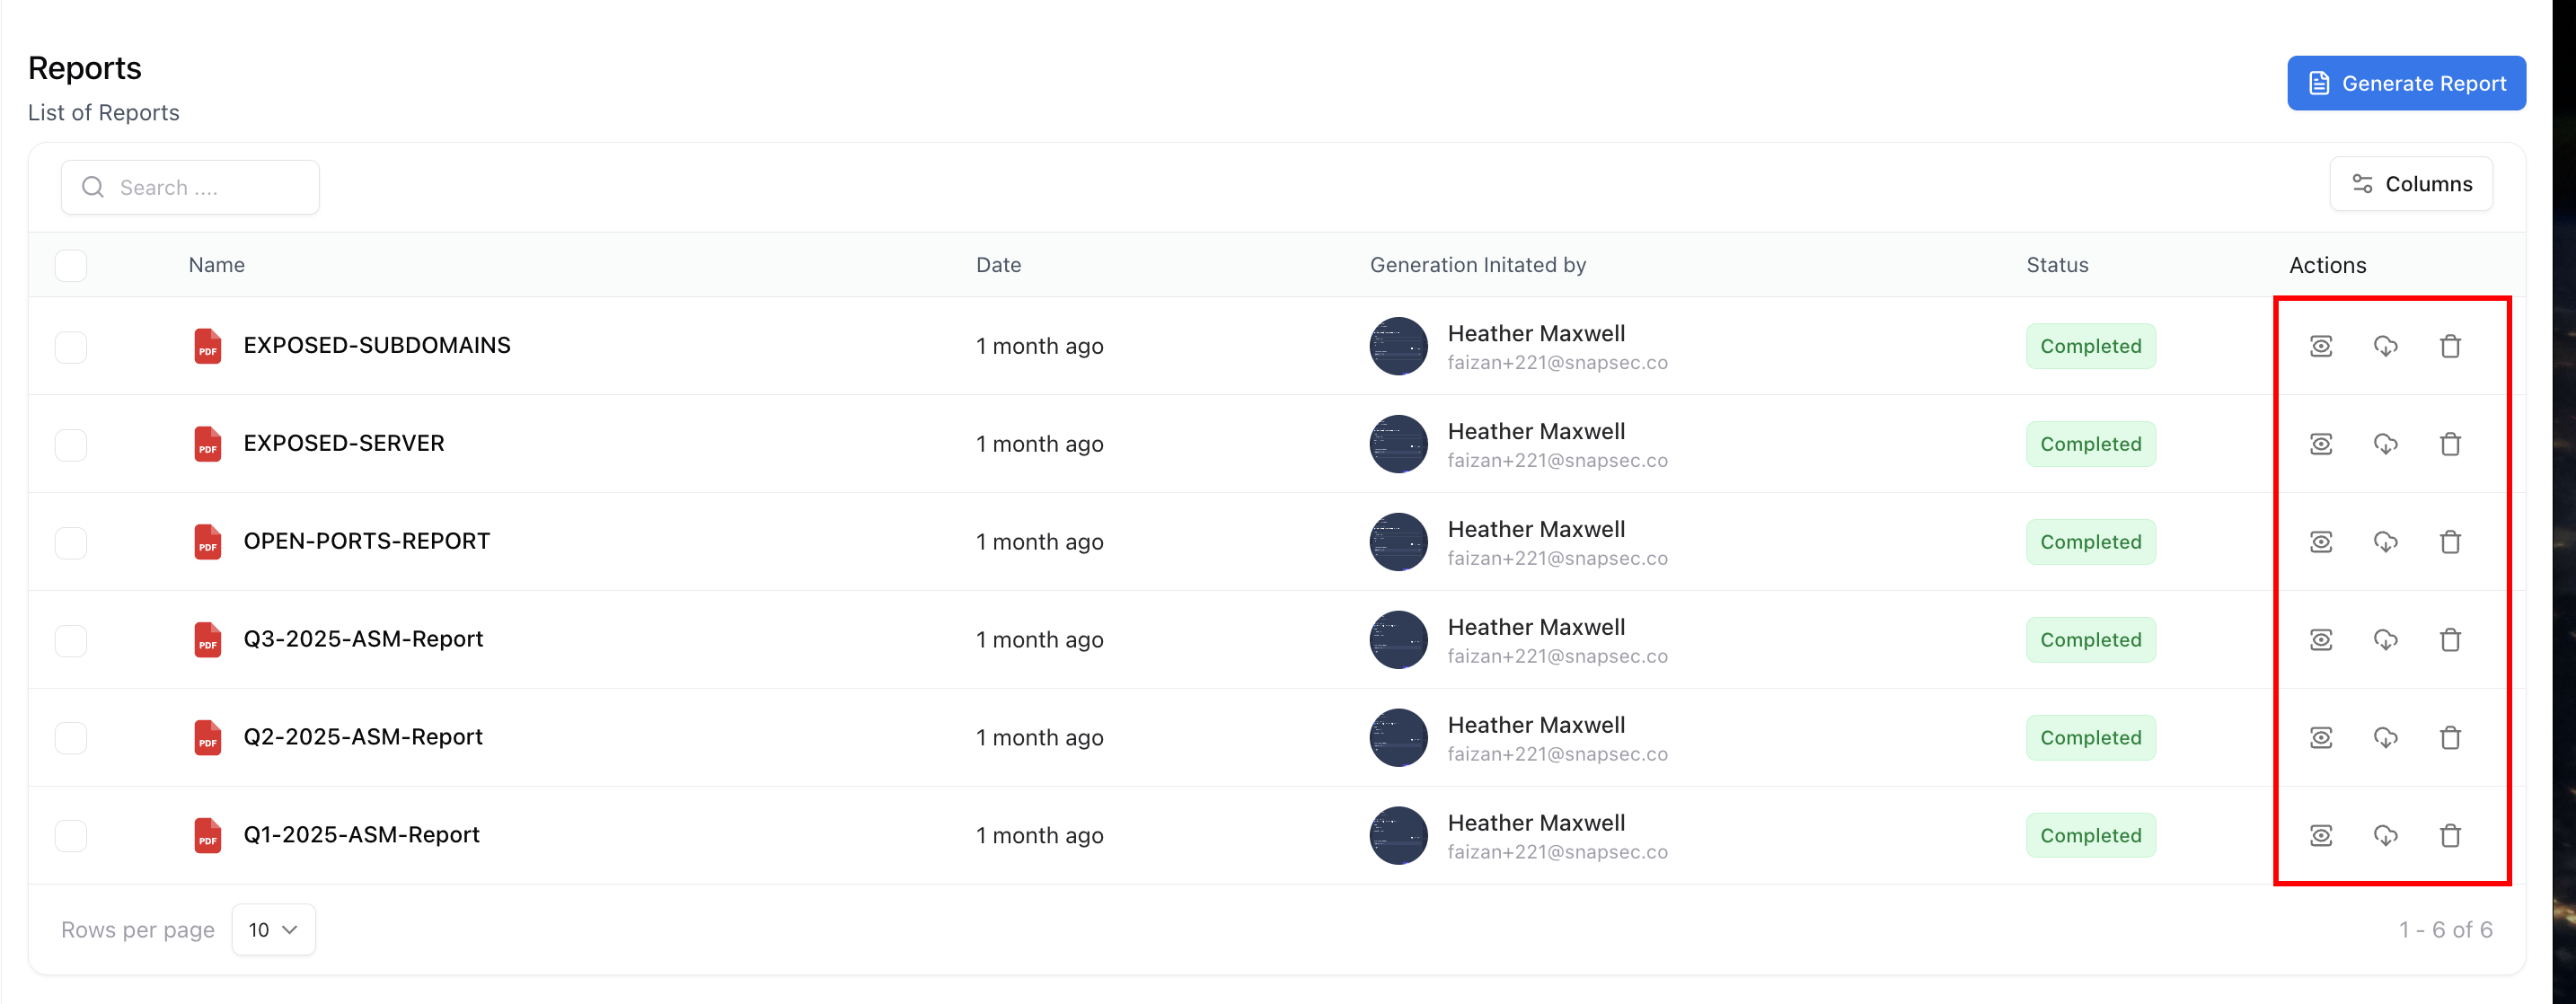 Reports
List of Reports
Generate Report
Search ....
Columns
Name Date Generation Initated by Status Actions
PDF EXPOSED-SUBDOMAINS 1 month ago Heather Maxwell Completed
faizan+221@snapsec.co
PDF EXPOSED-SERVER 1 month ago Heather Maxwell Completed
faizan+221@snapsec.co
PDF OPEN-PORTS-REPORT 1 month ago Heather Maxwell Completed
faizan+221@snapsec.co
PDF Q3-2025-ASM-Report 1 month ago Heather Maxwell Completed
faizan+221@snapsec.co
PDF Q2-2025-ASM-Report 1 month ago Heather Maxwell Completed
faizan+221@snapsec.co
PDF Q1-2025-ASM-Report 1 month ago Heather Maxwell Completed
faizan+221@snapsec.co
Rows per page 10 1 - 6 of 6